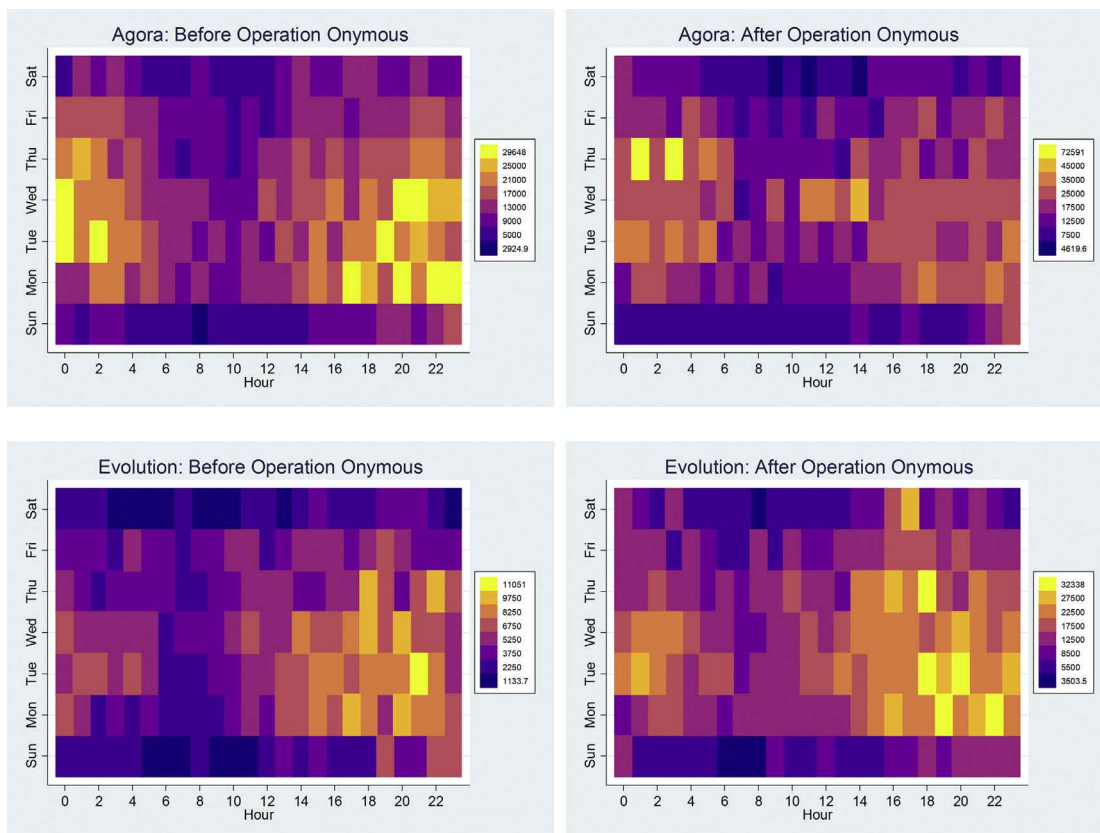 Agora: Before Operation Onymous
Sat
Fri
Thu
Wed
Tue
Mon
Sun
0 2 4 6 8 10 12 14 16 18 20 22
Hour
29648
25000
21000
17000
13000
9000
5000
2924.9
Agora: After Operation Onymous
Sat
Fri
Thu
Wed
Tue
Mon
Sun
0 2 4 6 8 10 12 14 16 18 20 22
Hour
72591
45000
35000
25000
17500
12500
7500
4619.6
Evolution: Before Operation Onymous
Sat
Fri
Thu
Wed
Tue
Mon
Sun
0 2 4 6 8 10 12 14 16 18 20 22
Hour
11051
9750
8250
6750
5250
3750
2250
1133.7
Evolution: After Operation Onymous
Sat
Fri
Thu
Wed
Tue
Mon
Sun
0 2 4 6 8 10 12 14 16 18 20 22
Hour
32338
27500
22500
17500
12500
8500
5500
3503.5